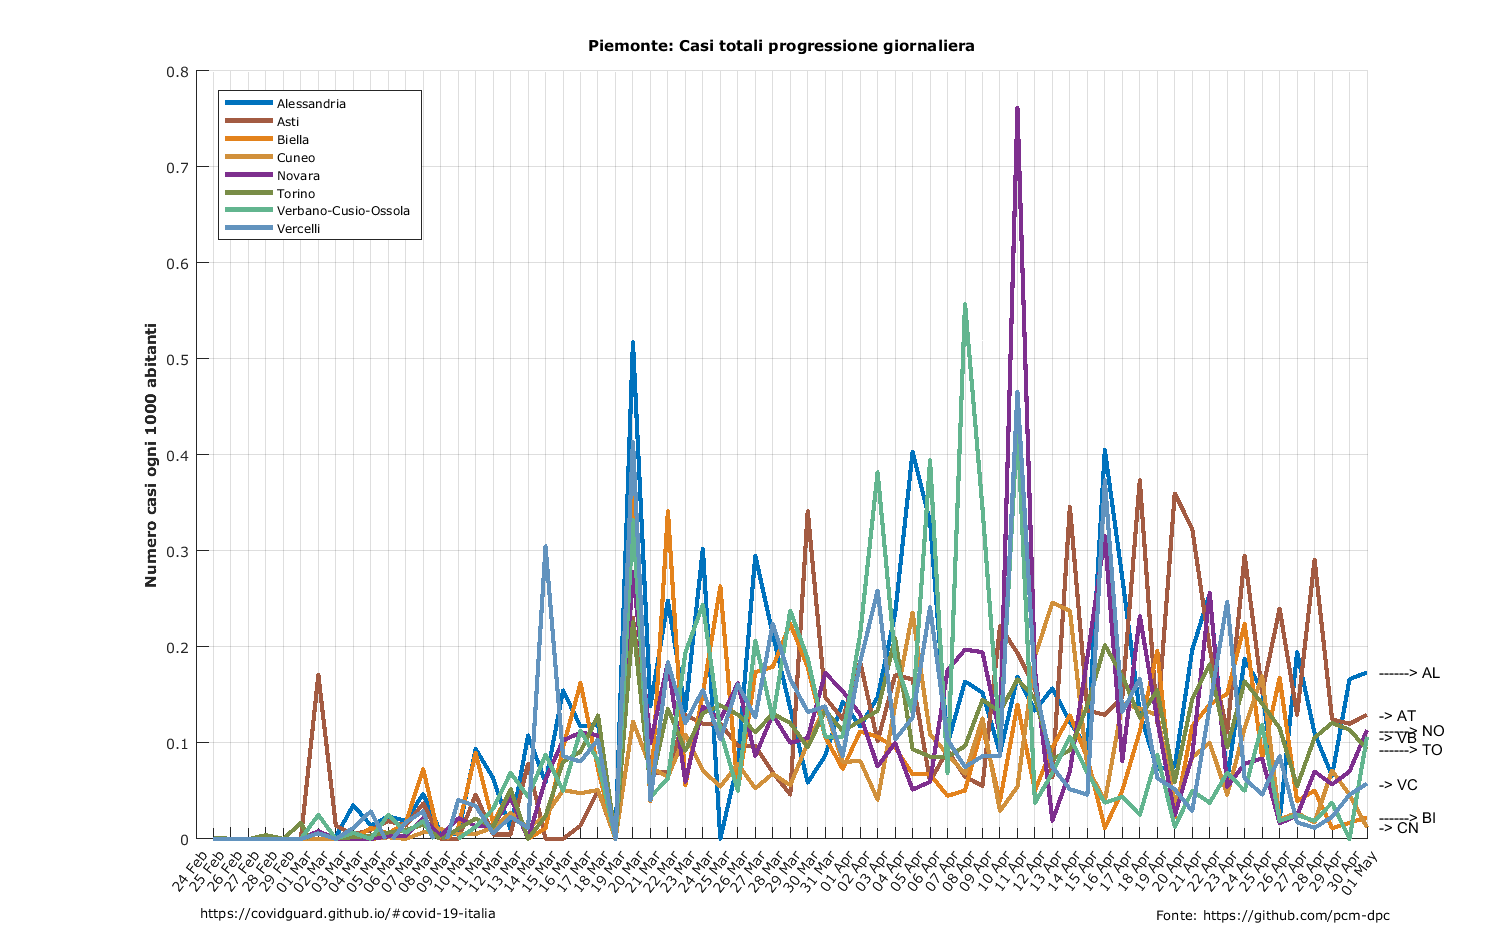 Piemonte: Casi totali progressione giornaliera
Numero casi ogni 1000 abitanti
0.8
0.7
0.6
0.5
0.4
0.3
0.2
0.1
0
Alessandria
Asti
Biella
Cuneo
Novara
Torino
Verbano-Cusio-Ossola
Vercelli
------> AL
-> AT
------> NO
-> VB
------> TO
-> VC
------> BI
-> CN
24 Feb
25 Feb
26 Feb
27 Feb
28 Feb
29 Feb
01 Mar
02 Mar
03 Mar
04 Mar
05 Mar
06 Mar
07 Mar
08 Mar
09 Mar
10 Mar
11 Mar
12 Mar
13 Mar
14 Mar
15 Mar
16 Mar
17 Mar
18 Mar
19 Mar
20 Mar
21 Mar
22 Mar
23 Mar
24 Mar
25 Mar
26 Mar
27 Mar
28 Mar
29 Mar
30 Mar
31 Mar
01 Apr
02 Apr
03 Apr
04 Apr
05 Apr
06 Apr
07 Apr
08 Apr
09 Apr
10 Apr
11 Apr
12 Apr
13 Apr
14 Apr
15 Apr
16 Apr
17 Apr
18 Apr
19 Apr
20 Apr
21 Apr
22 Apr
23 Apr
24 Apr
25 Apr
26 Apr
27 Apr
28 Apr
29 Apr
30 Apr
01 May
https://covidguard.github.io/#covid-19-italia
Fonte: https://github.com/pcm-dpc